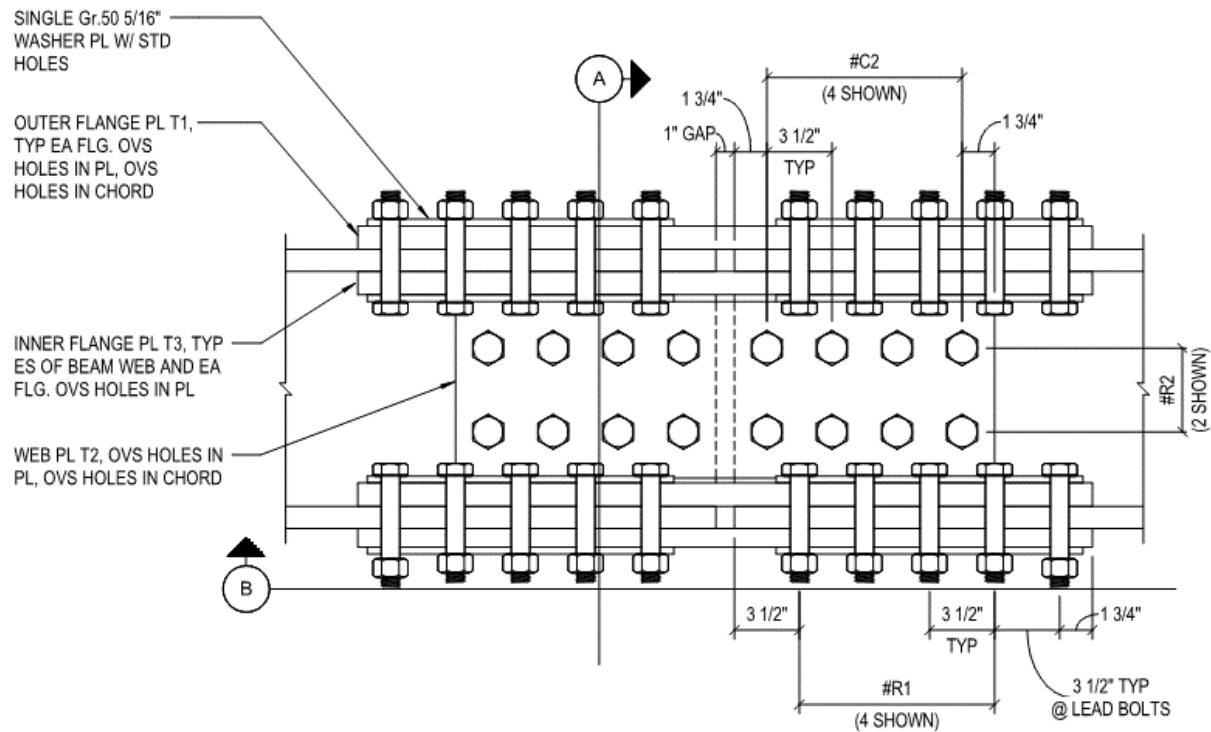 SINGLE Gr.50 5/16"
WASHER PL W/ STD
HOLES
OUTER FLANGE PL T1,
TYP EA FLG. OVS
HOLES IN PL, OVS
HOLES IN CHORD
INNER FLANGE PL T3, TYP
ES OF BEAM WEB AND EA
FLG. OVS HOLES IN PL
WEB PL T2, OVS HOLES IN
PL, OVS HOLES IN CHORD
A
B
#C2
(4 SHOWN)
1 3/4"
1" GAP
3 1/2"
TYP
1 3/4"
#R2
(2 SHOWN)
3 1/2"
3 1/2"
TYP
1 3/4"
#R1
(4 SHOWN)
3 1/2" TYP
@ LEAD BOLTS